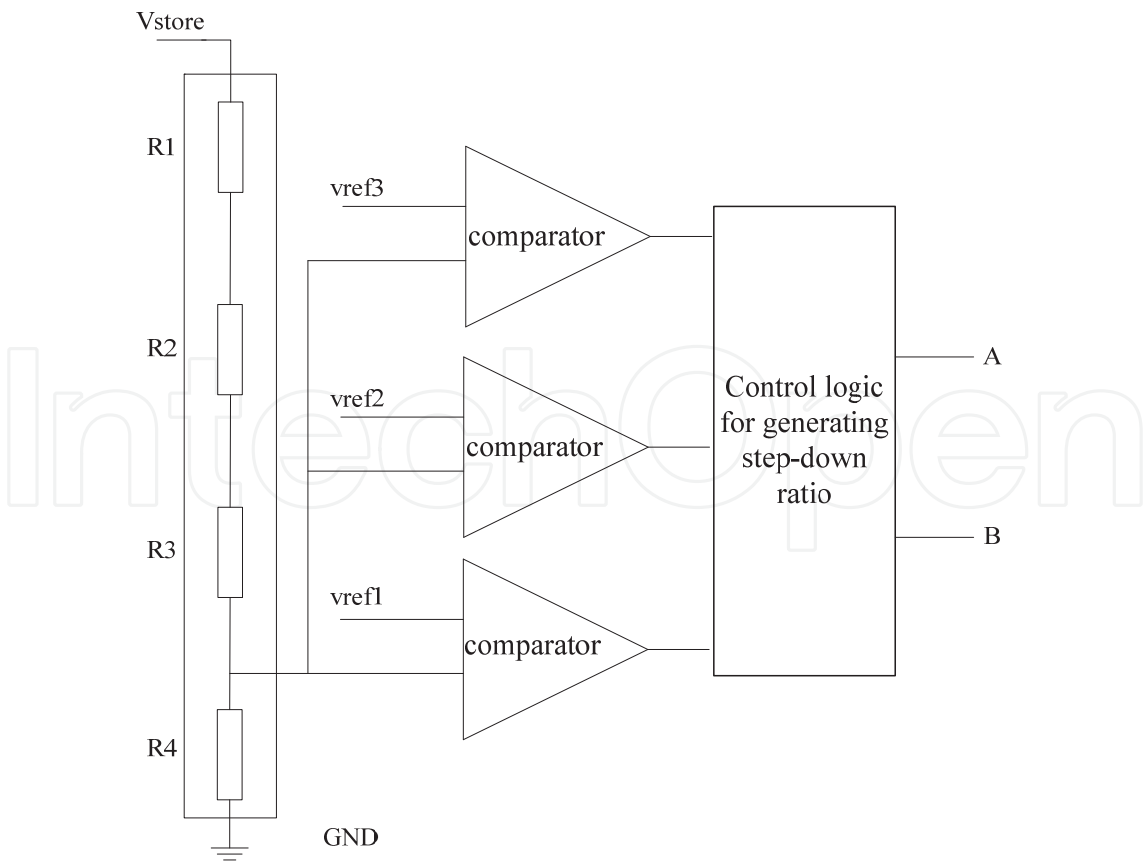 Vstore
R1
vref3
comparator
R2
vref2
comparator
Control logic
for generating
step-down
ratio
A
B
R3
vref1
comparator
R4
GND
IntechOpen